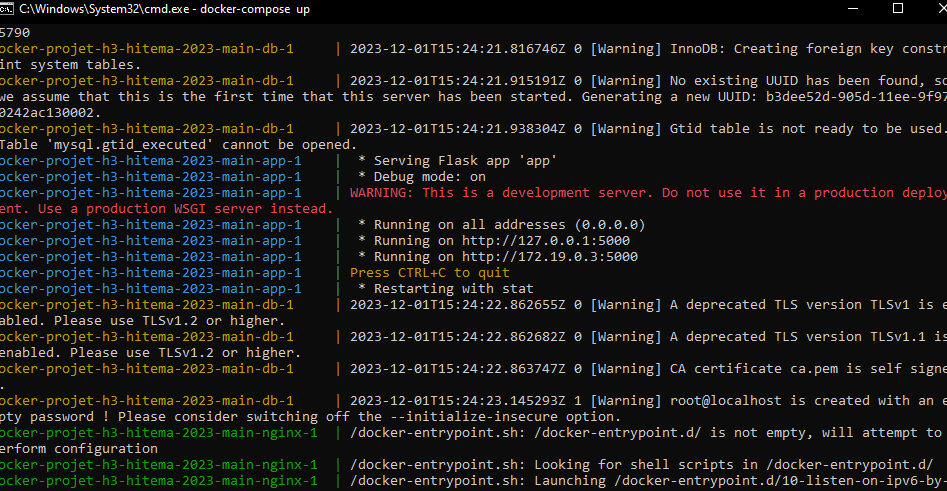 C:\Windows\System32\cmd.exe - docker-compose up
5790
ocker-projet-h3-hitema-2023-main-db-1 | 2023-12-01T15:24:21.816746Z 0 [Warning] InnoDB: Creating foreign key constr
int system tables.
ocker-projet-h3-hitema-2023-main-db-1 | 2023-12-01T15:24:21.915191Z 0 [Warning] No existing UUID has been found, so
we assume that this is the first time that this server has been started. Generating a new UUID: b3dee52d-905d-11ee-9f97
0242ac130002.
ocker-projet-h3-hitema-2023-main-db-1 | 2023-12-01T15:24:21.938304Z 0 [Warning] Gtid table is not ready to be used.
Table 'mysql.gtid_executed' cannot be opened.
ocker-projet-h3-hitema-2023-main-app-1 | * Serving Flask app 'app'
ocker-projet-h3-hitema-2023-main-app-1 | * Debug mode: on
ocker-projet-h3-hitema-2023-main-app-1 | WARNING: This is a development server. Do not use it in a production deploy
ent. Use a production WSGI server instead.
ocker-projet-h3-hitema-2023-main-app-1 | * Running on all addresses (0.0.0.0)
ocker-projet-h3-hitema-2023-main-app-1 | * Running on http://127.0.0.1:5000
ocker-projet-h3-hitema-2023-main-app-1 | * Running on http://172.19.0.3:5000
ocker-projet-h3-hitema-2023-main-app-1 | Press CTRL+C to quit
ocker-projet-h3-hitema-2023-main-app-1 | * Restarting with stat
ocker-projet-h3-hitema-2023-main-db-1 | 2023-12-01T15:24:22.862655Z 0 [Warning] A deprecated TLS version TLSv1 is e
abled. Please use TLSv1.2 or higher.
ocker-projet-h3-hitema-2023-main-db-1 | 2023-12-01T15:24:22.862682Z 0 [Warning] A deprecated TLS version TLSv1.1 is
enabled. Please use TLSv1.2 or higher.
ocker-projet-h3-hitema-2023-main-db-1 | 2023-12-01T15:24:22.863747Z 0 [Warning] CA certificate ca.pem is self signe
.
ocker-projet-h3-hitema-2023-main-db-1 | 2023-12-01T15:24:23.145293Z 1 [Warning] root@localhost is created with an e
pty password ! Please consider switching off the --initialize-insecure option.
ocker-projet-h3-hitema-2023-main-nginx-1 | /docker-entrypoint.sh: /docker-entrypoint.d/ is not empty, will attempt to
erform configuration
ocker-projet-h3-hitema-2023-main-nginx-1 | /docker-entrypoint.sh: Looking for shell scripts in /docker-entrypoint.d/
ocker-projet-h3-hitema-2023-main-nginx-1 | /docker-entrypoint.sh: Launching /docker-entrypoint.d/10-listen-on-ipv6-by-